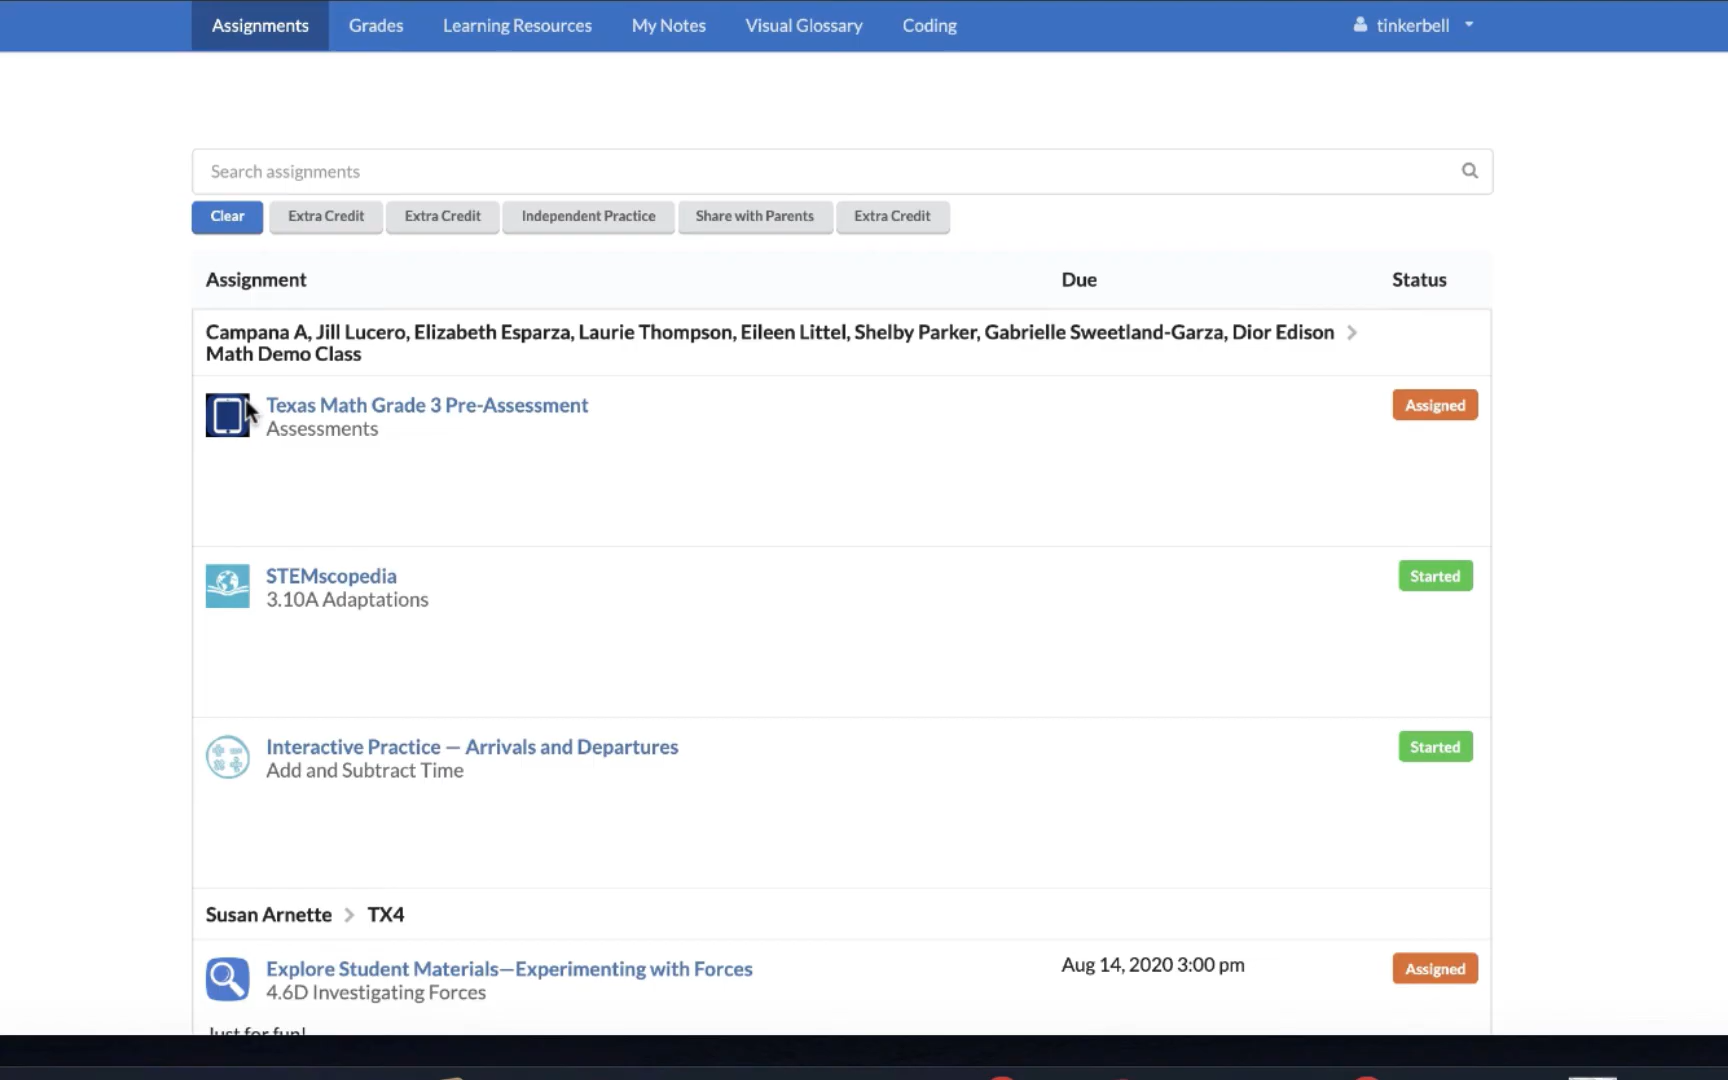 Assignments Grades Learning Resources My Notes Visual Glossary Coding tinkerbell
Search assignments
Clear Extra Credit Extra Credit Independent Practice Share with Parents Extra Credit
Assignment Due Status
Campana A, Jill Lucero, Elizabeth Esparza, Laurie Thompson, Eileen Littel, Shelby Parker, Gabrielle Sweetland-Garza, Dior Edison
Math Demo Class
Texas Math Grade 3 Pre-Assessment Assigned
Assessments
STEMscopedia Started
3.10A Adaptations
Interactive Practice — Arrivals and Departures Started
Add and Subtract Time
Susan Arnette > TX4
Explore Student Materials—Experimenting with Forces Aug 14, 2020 3:00 pm Assigned
4.6D Investigating Forces
Just for fun!